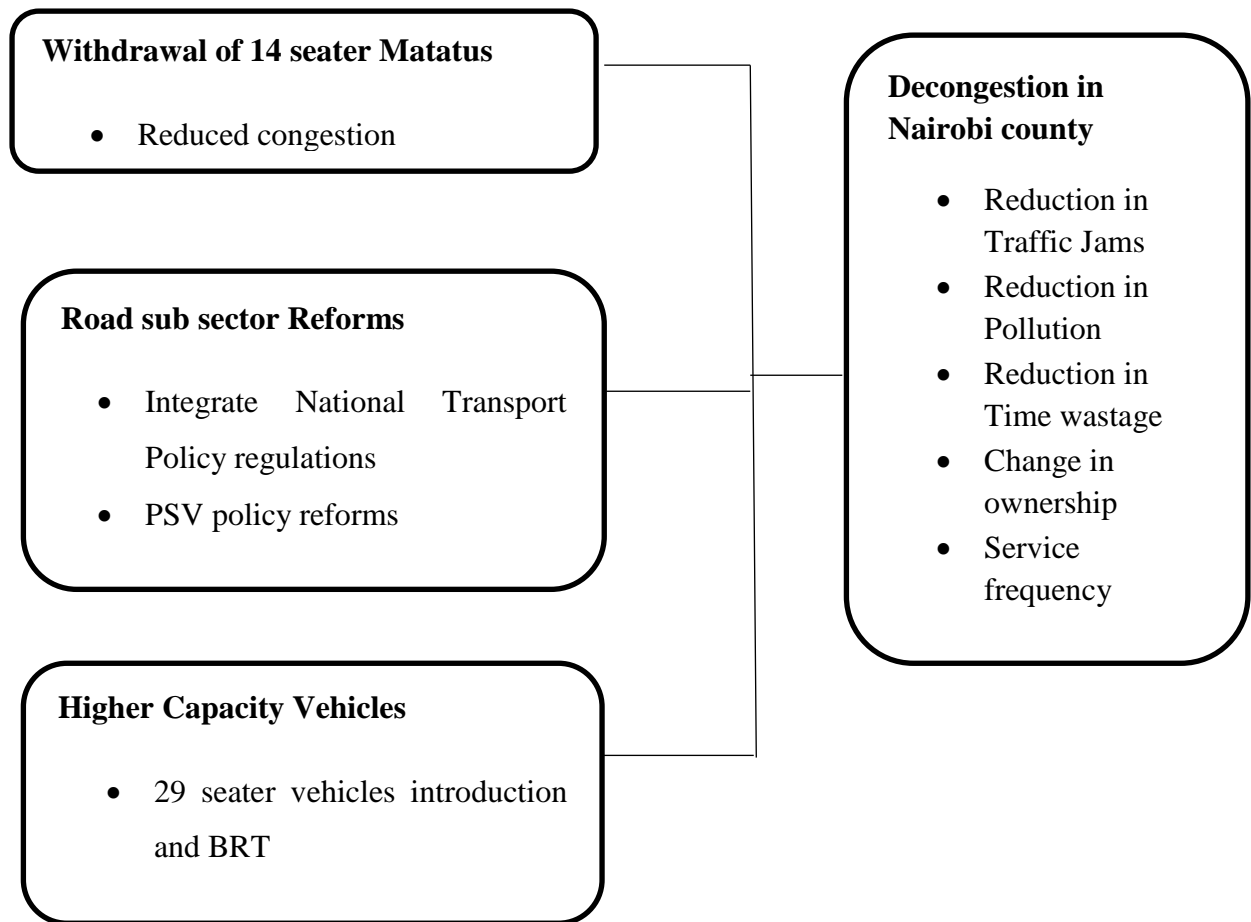 Withdrawal of 14 seater Matatus
• Reduced congestion
Road sub sector Reforms
• Integrate National Transport
Policy regulations
• PSV policy reforms
Higher Capacity Vehicles
• 29 seater vehicles introduction
and BRT
Decongestion in
Nairobi county
• Reduction in
Traffic Jams
• Reduction in
Pollution
• Reduction in
Time wastage
• Change in
ownership
• Service
frequency